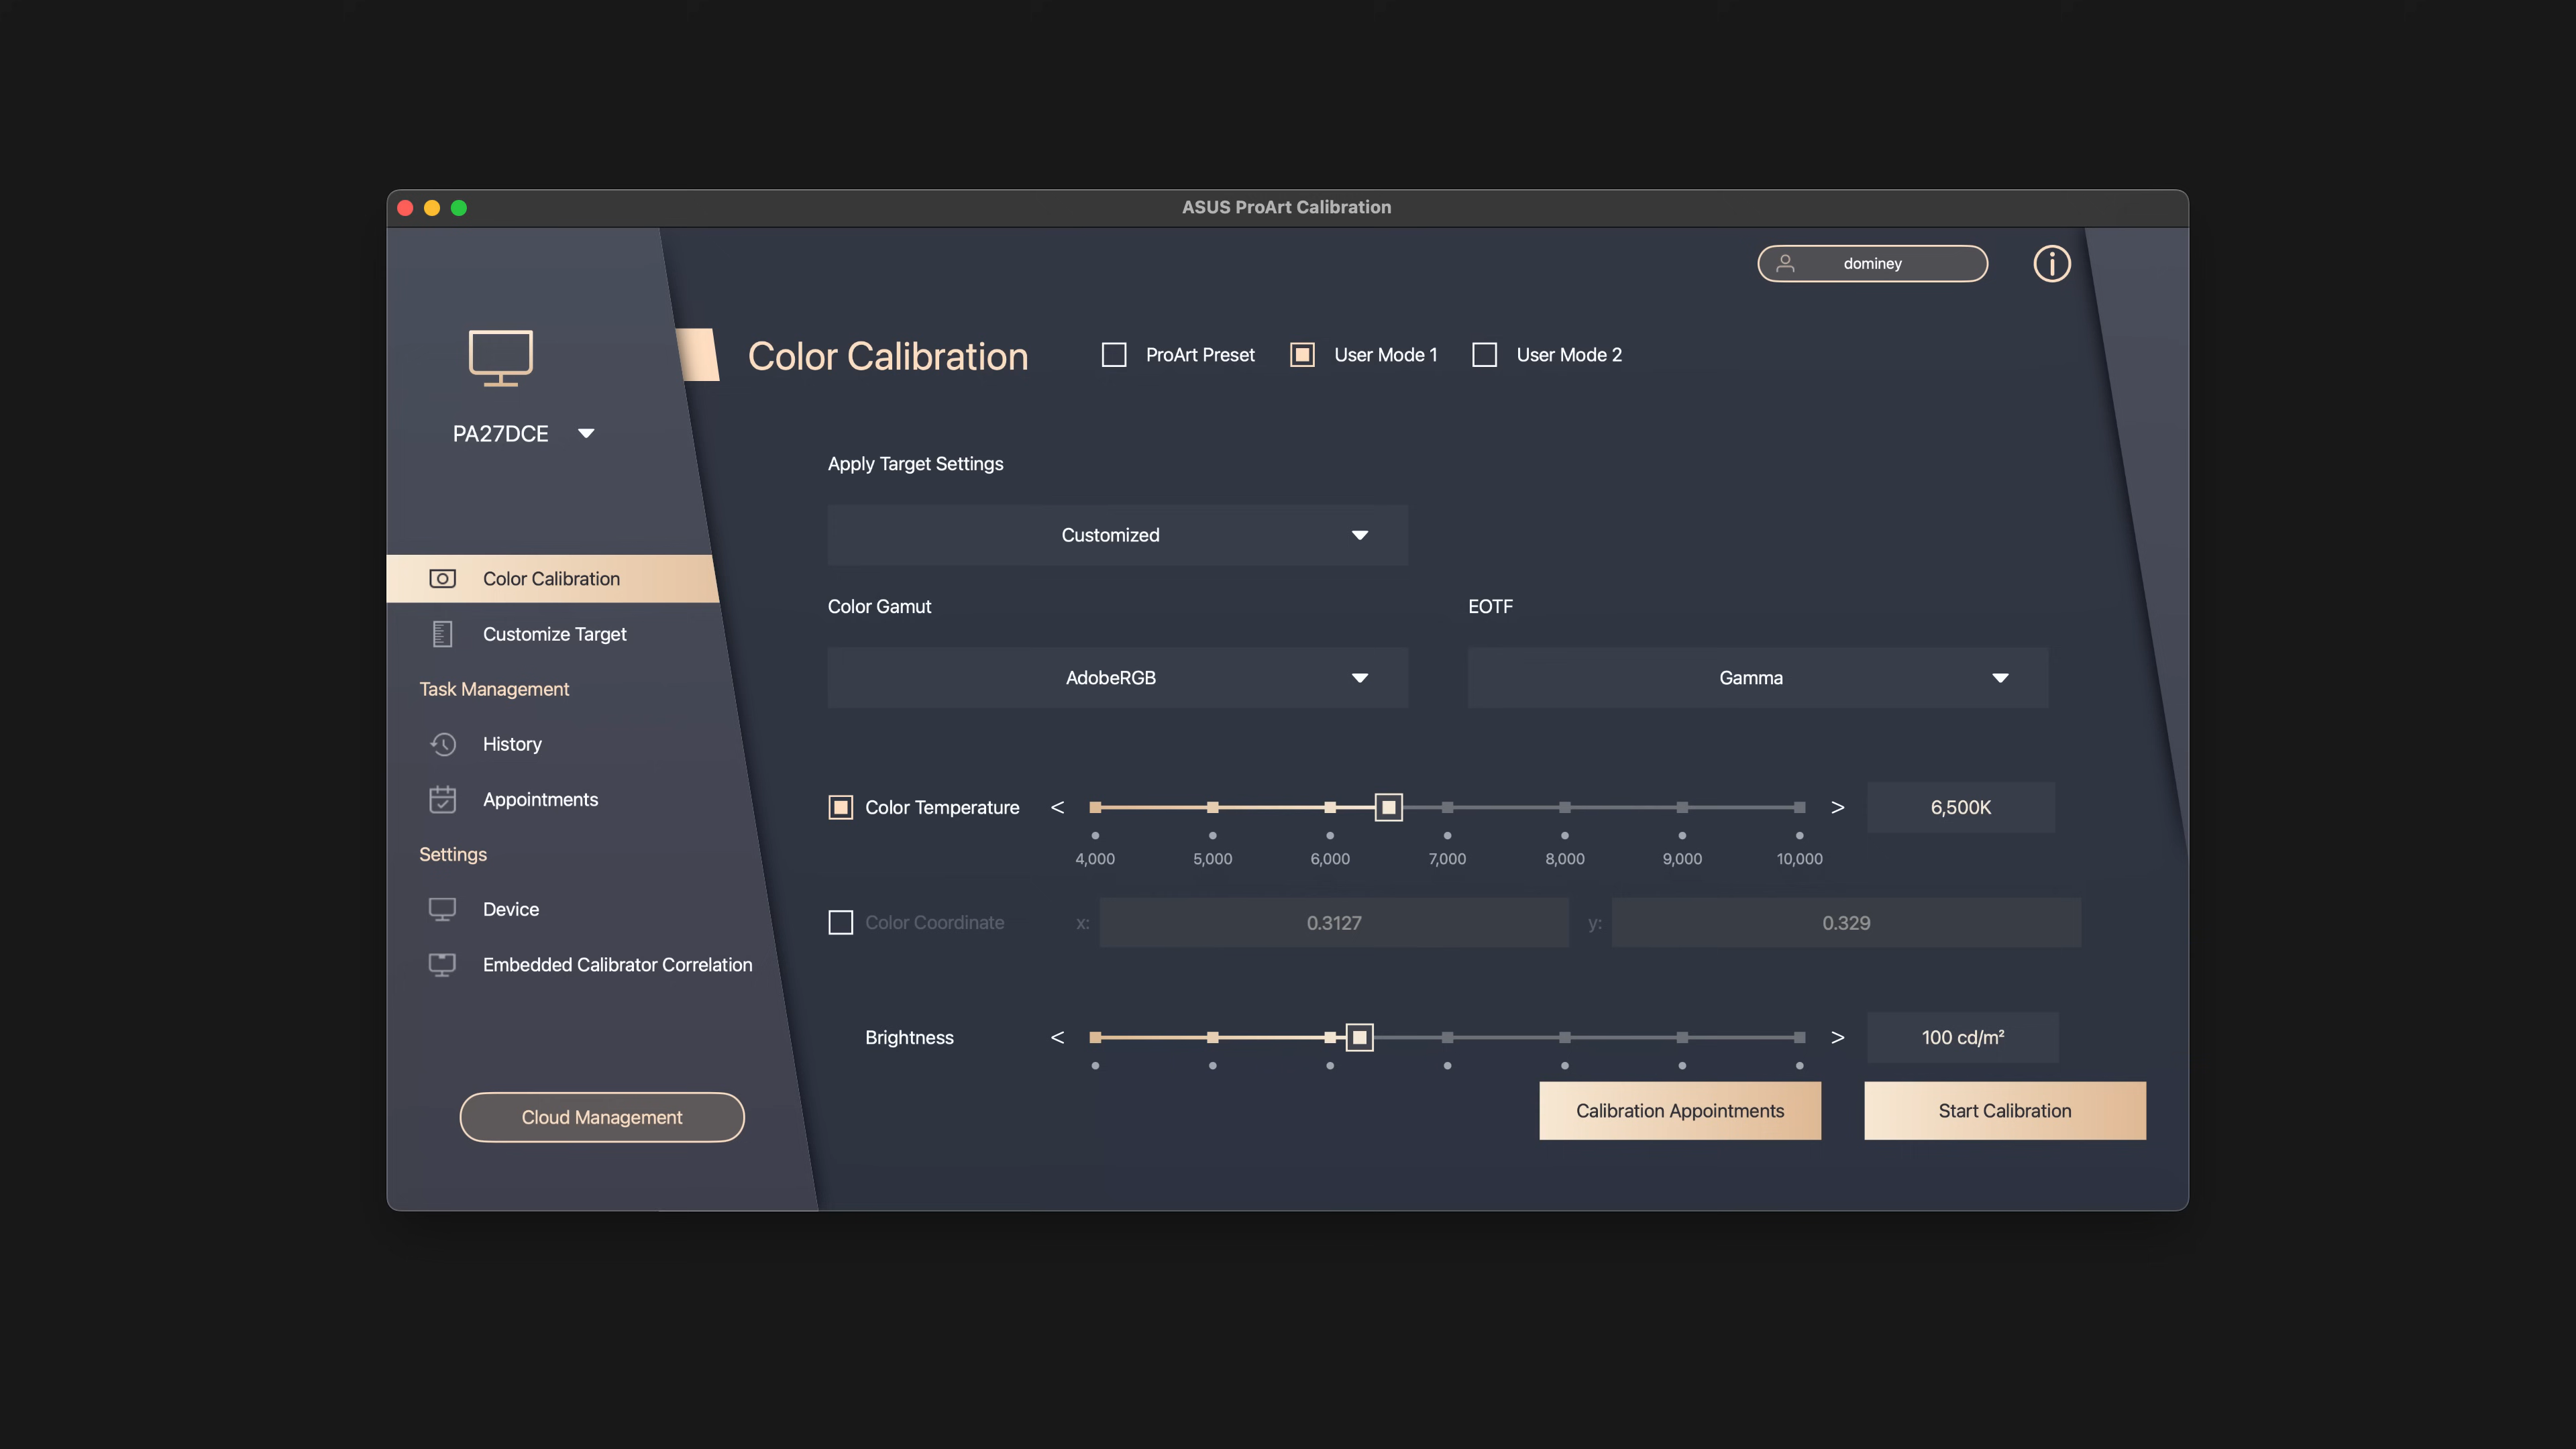 ASUS ProArt Calibration
dominey
PA27DCE
Color Calibration
Customize Target
Task Management
History
Appointments
Settings
Device
Embedded Calibrator Correlation
Cloud Management
Color Calibration
ProArt Preset
User Mode 1
User Mode 2
Apply Target Settings
Customized
Color Gamut
EOTF
AdobeRGB
Gamma
Color Temperature < > 6,500K
4,000 5,000 6,000 7,000 8,000 9,000 10,000
Color Coordinate x: 0.3127 y: 0.329
Brightness < > 100 cd/m²
Calibration Appointments
Start Calibration